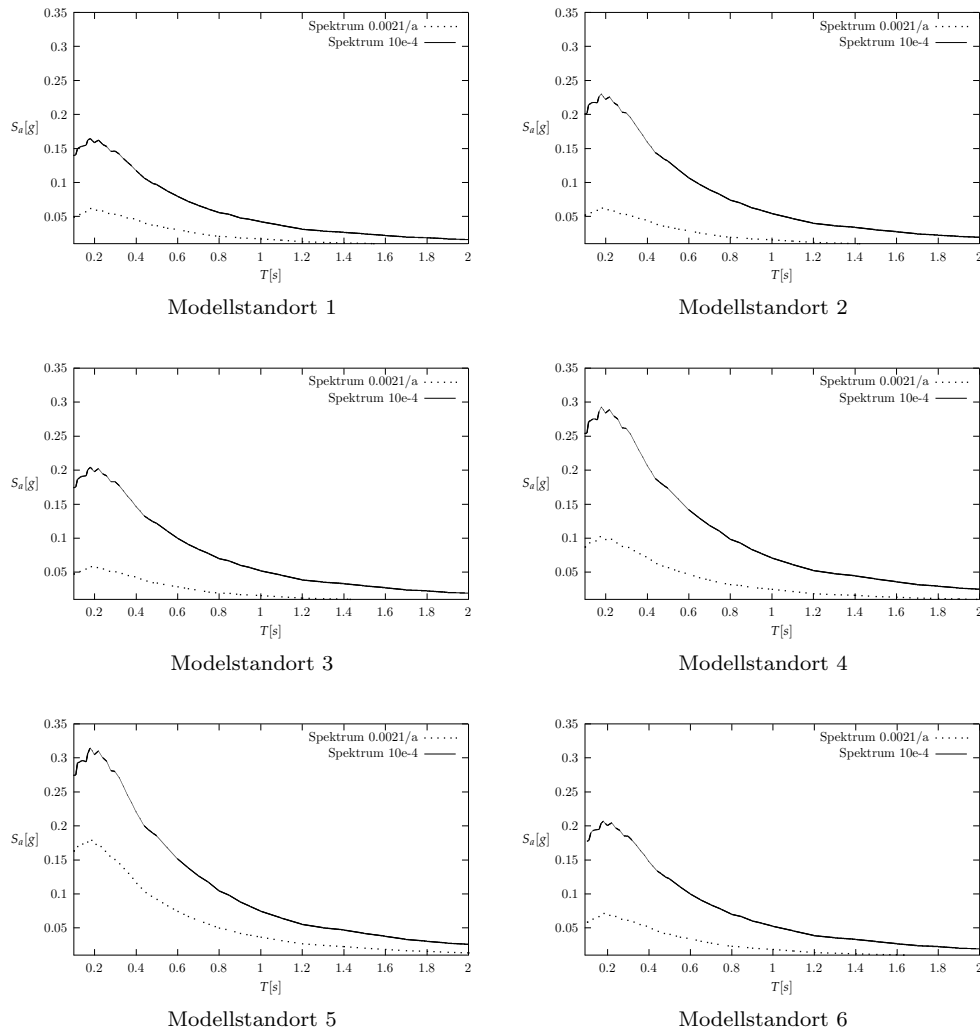 0.35
0.3
0.25
0.2
0.15
0.1
0.05
S_a[g]
Spektrum 0.0021/a
Spektrum 10e-4
0.2 0.4 0.6 0.8 1 1.2 1.4 1.6 1.8 2
T[s]
Modellstandort 1
0.35
0.3
0.25
0.2
0.15
0.1
0.05
S_a[g]
Spektrum 0.0021/a
Spektrum 10e-4
0.2 0.4 0.6 0.8 1 1.2 1.4 1.6 1.8 2
T[s]
Modellstandort 2
0.35
0.3
0.25
0.2
0.15
0.1
0.05
S_a[g]
Spektrum 0.0021/a
Spektrum 10e-4
0.2 0.4 0.6 0.8 1 1.2 1.4 1.6 1.8 2
T[s]
Modelstandort 3
0.35
0.3
0.25
0.2
0.15
0.1
0.05
S_a[g]
Spektrum 0.0021/a
Spektrum 10e-4
0.2 0.4 0.6 0.8 1 1.2 1.4 1.6 1.8 2
T[s]
Modellstandort 4
0.35
0.3
0.25
0.2
0.15
0.1
0.05
S_a[g]
Spektrum 0.0021/a
Spektrum 10e-4
0.2 0.4 0.6 0.8 1 1.2 1.4 1.6 1.8 2
T[s]
Modellstandort 5
0.35
0.3
0.25
0.2
0.15
0.1
0.05
S_a[g]
Spektrum 0.0021/a
Spektrum 10e-4
0.2 0.4 0.6 0.8 1 1.2 1.4 1.6 1.8 2
T[s]
Modellstandort 6